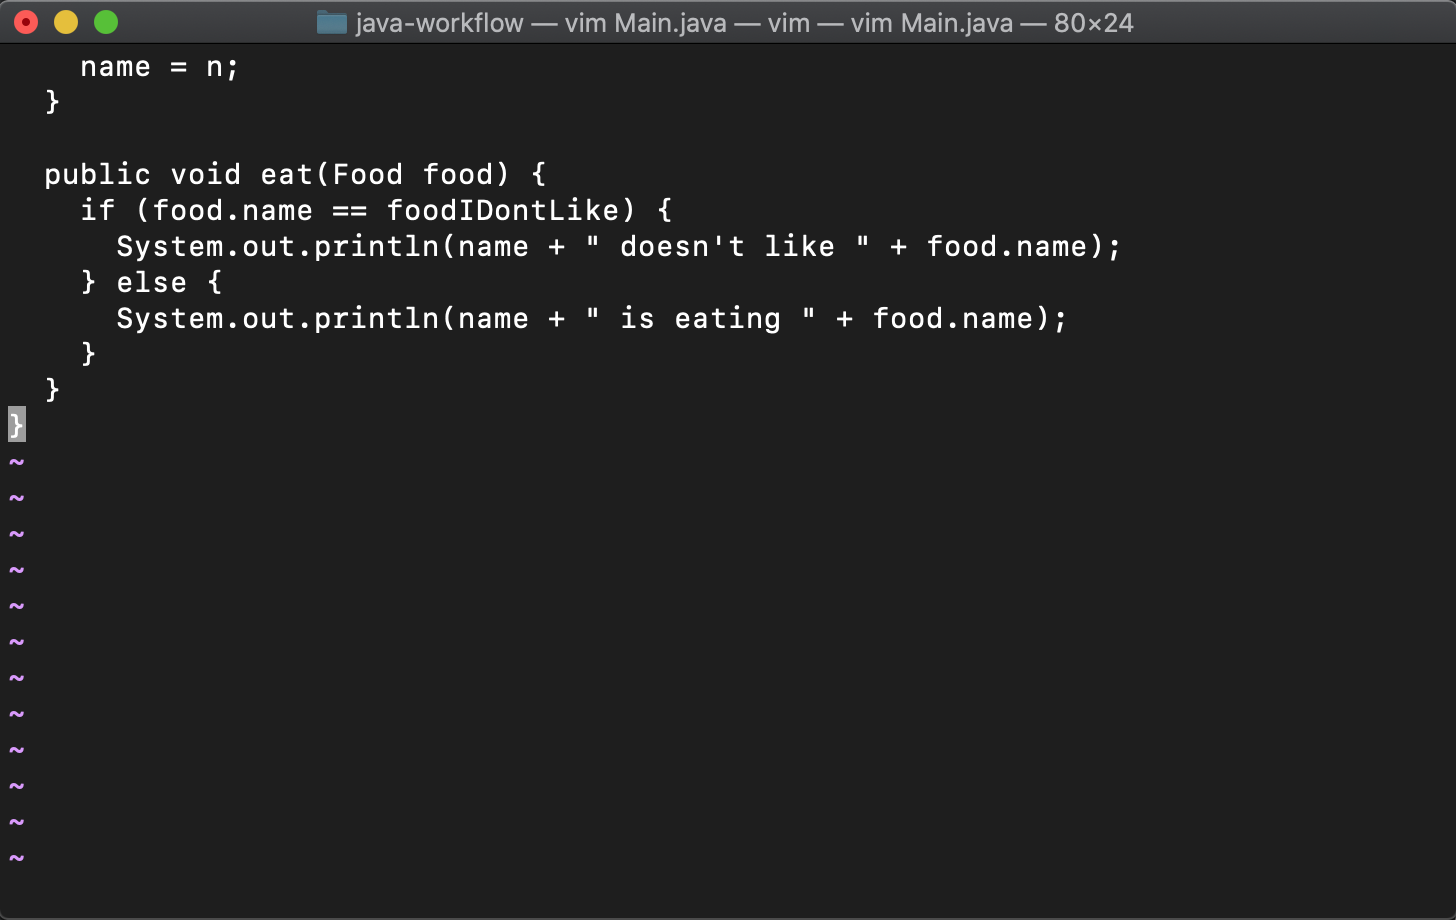 java-workflow — vim Main.java — vim — vim Main.java — 80×24
    name = n;
  }

  public void eat(Food food) {
    if (food.name == foodIDontLike) {
      System.out.println(name + " doesn't like " + food.name);
    } else {
      System.out.println(name + " is eating " + food.name);
    }
  }
}
~
~
~
~
~
~
~
~
~
~
~
~